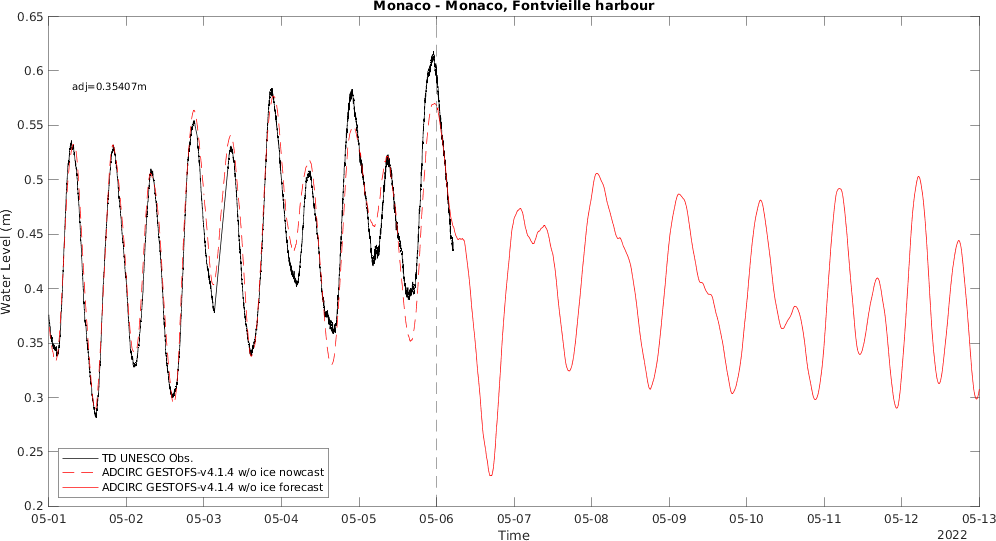 Monaco - Monaco, Fontvieille harbour
0.65
0.6
0.55
0.5
0.45
0.4
0.35
0.3
0.25
0.2
Water Level (m)
adj=0.35407m
TD UNESCO Obs.
ADCIRC GESTOFS-v4.1.4 w/o ice nowcast
ADCIRC GESTOFS-v4.1.4 w/o ice forecast
05-01 05-02 05-03 05-04 05-05 05-06 05-07 05-08 05-09 05-10 05-11 05-12 05-13
Time
2022